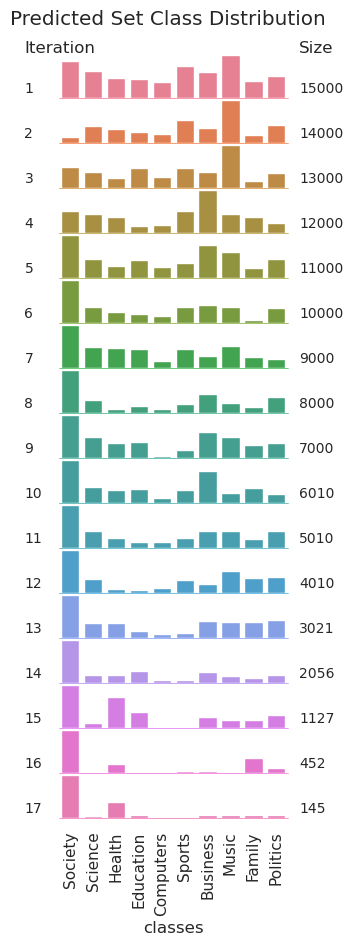 Predicted Set Class Distribution
Iteration Size
1 15000
2 14000
3 13000
4 12000
5 11000
6 10000
7 9000
8 8000
9 7000
10 6010
11 5010
12 4010
13 3021
14 2056
15 1127
16 452
17 145
Society
Science
Health
Education
Computers
Sports
Business
Music
Family
Politics
classes